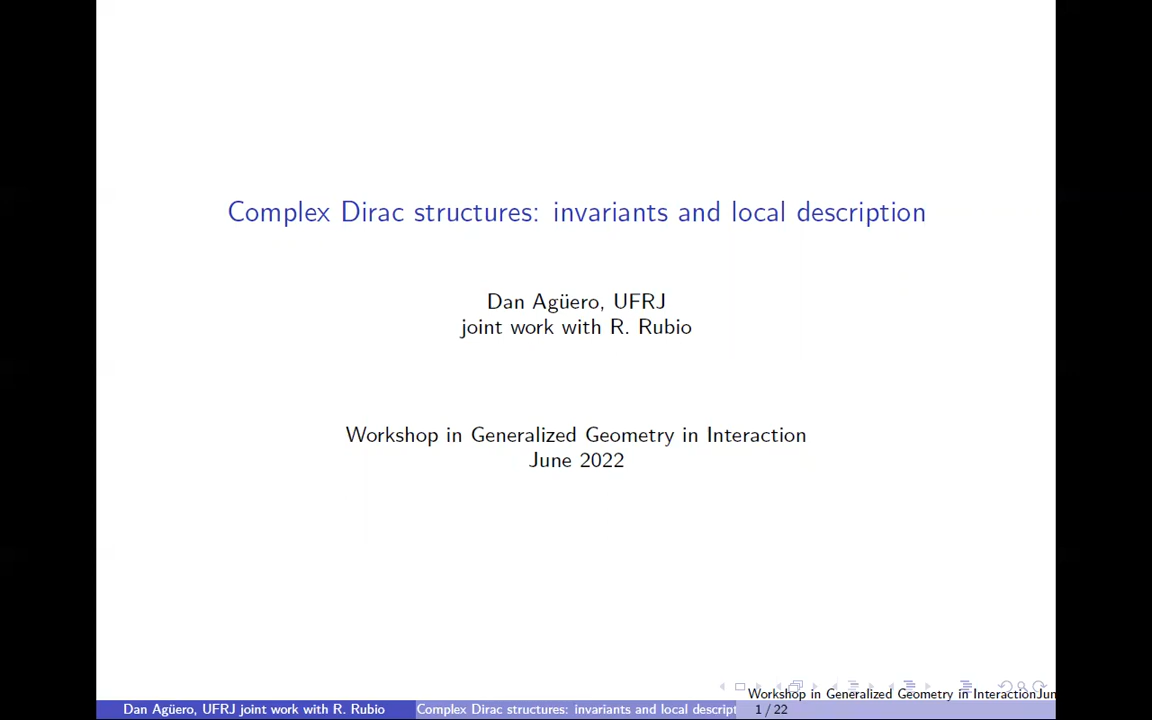 Complex Dirac structures: invariants and local description
Dan Agüero, UFRJ
joint work with R. Rubio
Workshop in Generalized Geometry in Interaction
June 2022
Workshop in Generalized Geometry in InteractionJun
Dan Agüero, UFRJ joint work with R. Rubio
Complex Dirac structures: invariants and local descript
1 / 22